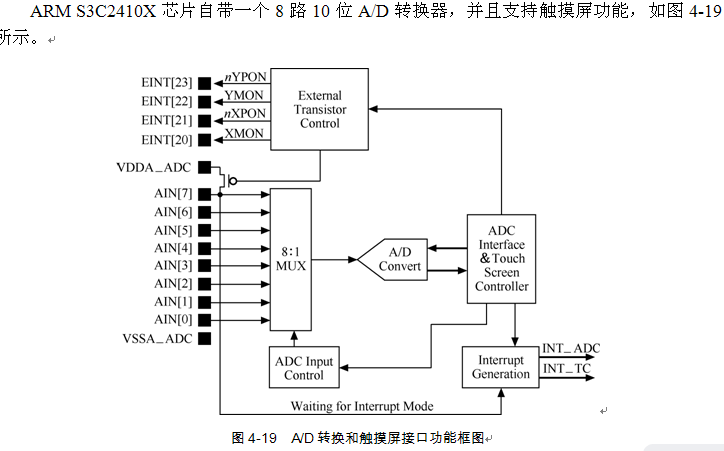 ARM S3C2410X 芯片自带一个 8 路 10 位 A/D 转换器，并且支持触摸屏功能，如图 4-19
所示。
EINT[23]
nYPON
EINT[22]
YMON
EINT[21]
nXPON
EINT[20]
XMON
External
Transistor
Control
VDDA_ADC
AIN[7]
AIN[6]
AIN[5]
AIN[4]
AIN[3]
AIN[2]
AIN[1]
AIN[0]
VSSA_ADC
8:1
MUX
A/D
Convert
ADC
Interface
&Touch
Screen
Controller
ADC Input
Control
Interrupt
Generation
INT_ADC
INT_TC
Waiting for Interrupt Mode
图 4-19 A/D 转换和触摸屏接口功能框图